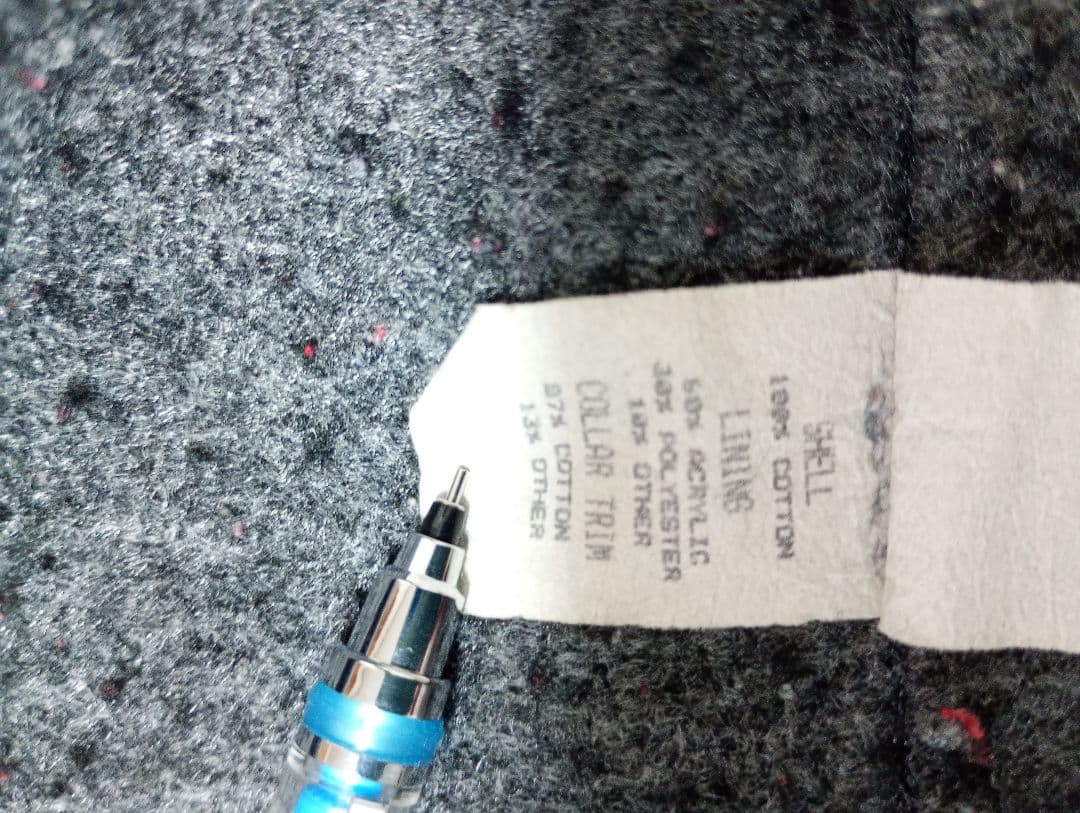 SHELL
100% COTTON
LINING
60% ACRYLIC
30% POLYESTER
10% OTHER
COLLAR TRIM
87% COTTON
13% OTHER